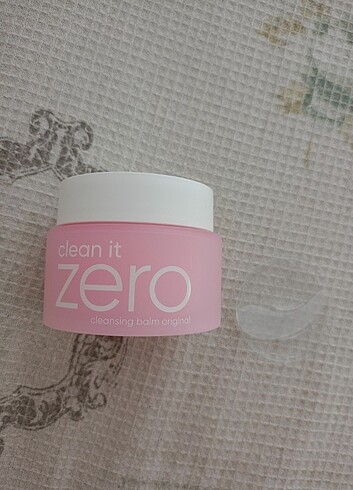 clean it
zero
cleansing balm original